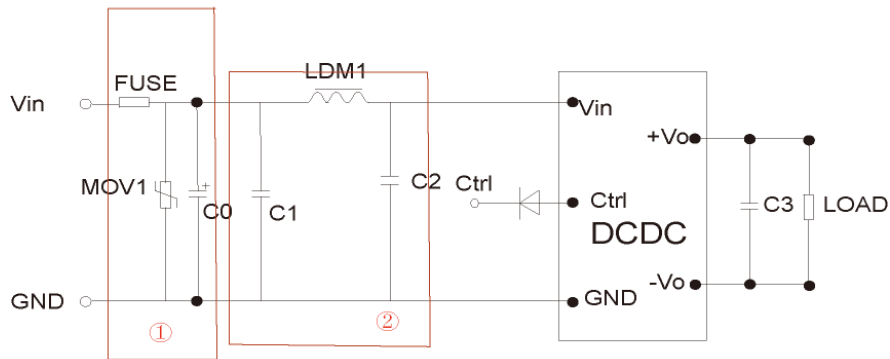 FUSE
LDM1
Vin
Vin
+Vo
MOV1
C0
C1
C2
Ctrl
Ctrl
C3
LOAD
DCDC
GND
GND
-Vo
①
②